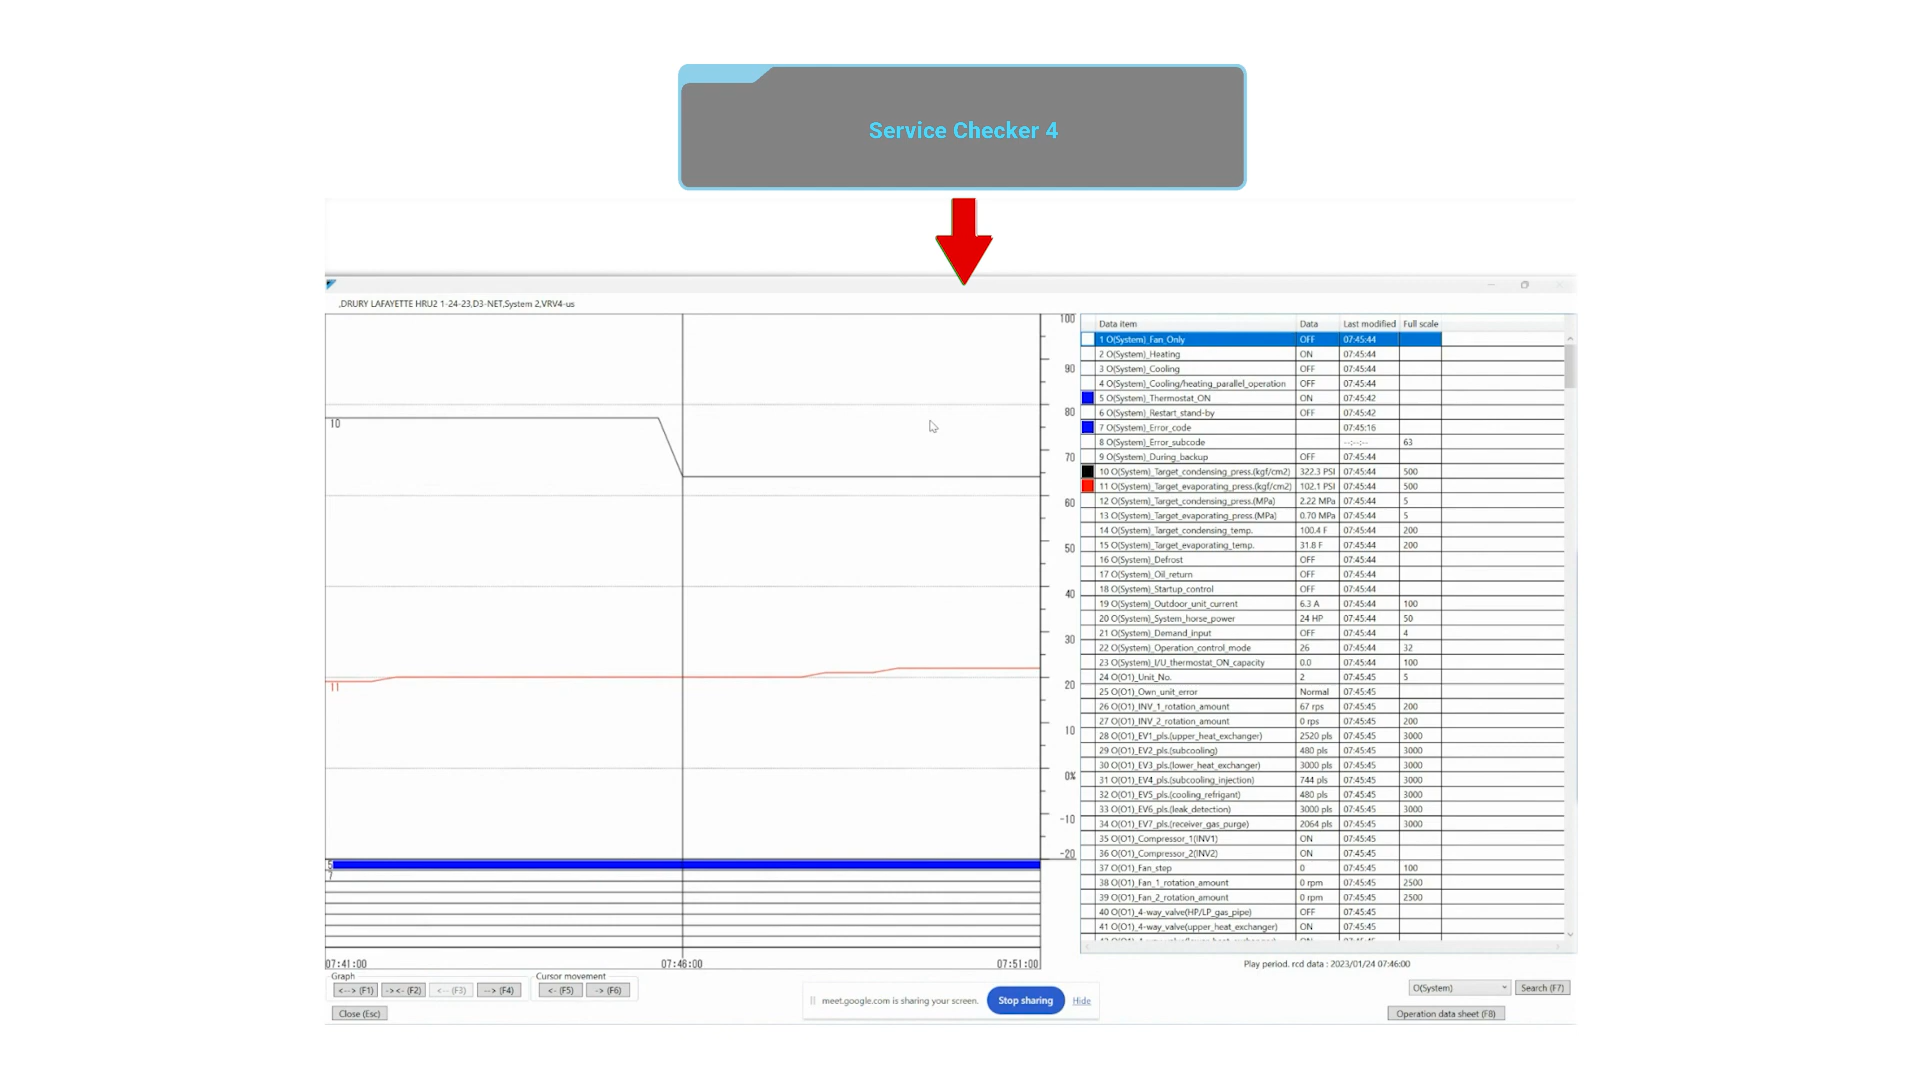 Service Checker 4
,DRURY LAFAYETTE HRU2 1-24-23,D3-NET,System 2,VRV4-us
10
11
5
7
07:41:00 07:46:00 07:51:00
100
90
80
70
60
50
40
30
20
10
0%
-10
-20
Data item Data Last modified Full scale
1 O(System)_Fan_Only OFF 07:45:44
2 O(System)_Heating ON 07:45:44
3 O(System)_Cooling OFF 07:45:44
4 O(System)_Cooling/heating_parallel_operation OFF 07:45:44
5 O(System)_Thermostat_ON ON 07:45:42
6 O(System)_Restart_stand-by OFF 07:45:42
7 O(System)_Error_code 07:45:16
8 O(System)_Error_subcode --:--:-- 63
9 O(System)_During_backup OFF 07:45:44
10 O(System)_Target_condensing_press.(kgf/cm2) 322.3 PSI 07:45:44 500
11 O(System)_Target_evaporating_press.(kgf/cm2) 102.1 PSI 07:45:44 500
12 O(System)_Target_condensing_press.(MPa) 2.22 MPa 07:45:44 5
13 O(System)_Target_evaporating_press.(MPa) 0.70 MPa 07:45:44 5
14 O(System)_Target_condensing_temp. 100.4 F 07:45:44 200
15 O(System)_Target_evaporating_temp. 31.8 F 07:45:44 200
16 O(System)_Defrost OFF 07:45:44
17 O(System)_Oil_return OFF 07:45:44
18 O(System)_Startup_control OFF 07:45:44
19 O(System)_Outdoor_unit_current 6.3 A 07:45:44 100
20 O(System)_System_horse_power 24 HP 07:45:44 50
21 O(System)_Demand_input OFF 07:45:44 4
22 O(System)_Operation_control_mode 26 07:45:44 32
23 O(System)_I/U_thermostat_ON_capacity 0.0 07:45:44 100
24 O(O1)_Unit_No. 2 07:45:45 5
25 O(O1)_Own_unit_error Normal 07:45:45
26 O(O1)_INV_1_rotation_amount 67 rps 07:45:45 200
27 O(O1)_INV_2_rotation_amount 0 rps 07:45:45 200
28 O(O1)_EV1_pls.(upper_heat_exchanger) 2520 pls 07:45:45 3000
29 O(O1)_EV2_pls.(subcooling) 480 pls 07:45:45 3000
30 O(O1)_EV3_pls.(lower_heat_exchanger) 3000 pls 07:45:45 3000
31 O(O1)_EV4_pls.(subcooling_injection) 744 pls 07:45:45 3000
32 O(O1)_EV5_pls.(cooling_refrigant) 480 pls 07:45:45 3000
33 O(O1)_EV6_pls.(leak_detection) 3000 pls 07:45:45 3000
34 O(O1)_EV7_pls.(receiver_gas_purge) 2064 pls 07:45:45 3000
35 O(O1)_Compressor_1(INV1) ON 07:45:45
36 O(O1)_Compressor_2(INV2) ON 07:45:45
37 O(O1)_Fan_step 0 07:45:45 100
38 O(O1)_Fan_1_rotation_amount 0 rpm 07:45:45 2500
39 O(O1)_Fan_2_rotation_amount 0 rpm 07:45:45 2500
40 O(O1)_4-way_valve(HP/LP_gas_pipe) OFF 07:45:45
41 O(O1)_4-way_valve(upper_heat_exchanger) ON 07:45:45
Play period. rcd data : 2023/01/24 07:46:00
Graph Cursor movement
<--> (F1) -><- (F2) <-- (F3) --> (F4) <- (F5) -> (F6)
O(System) Search (F7)
meet.google.com is sharing your screen. Stop sharing Hide
Close (Esc) Operation data sheet (F8)